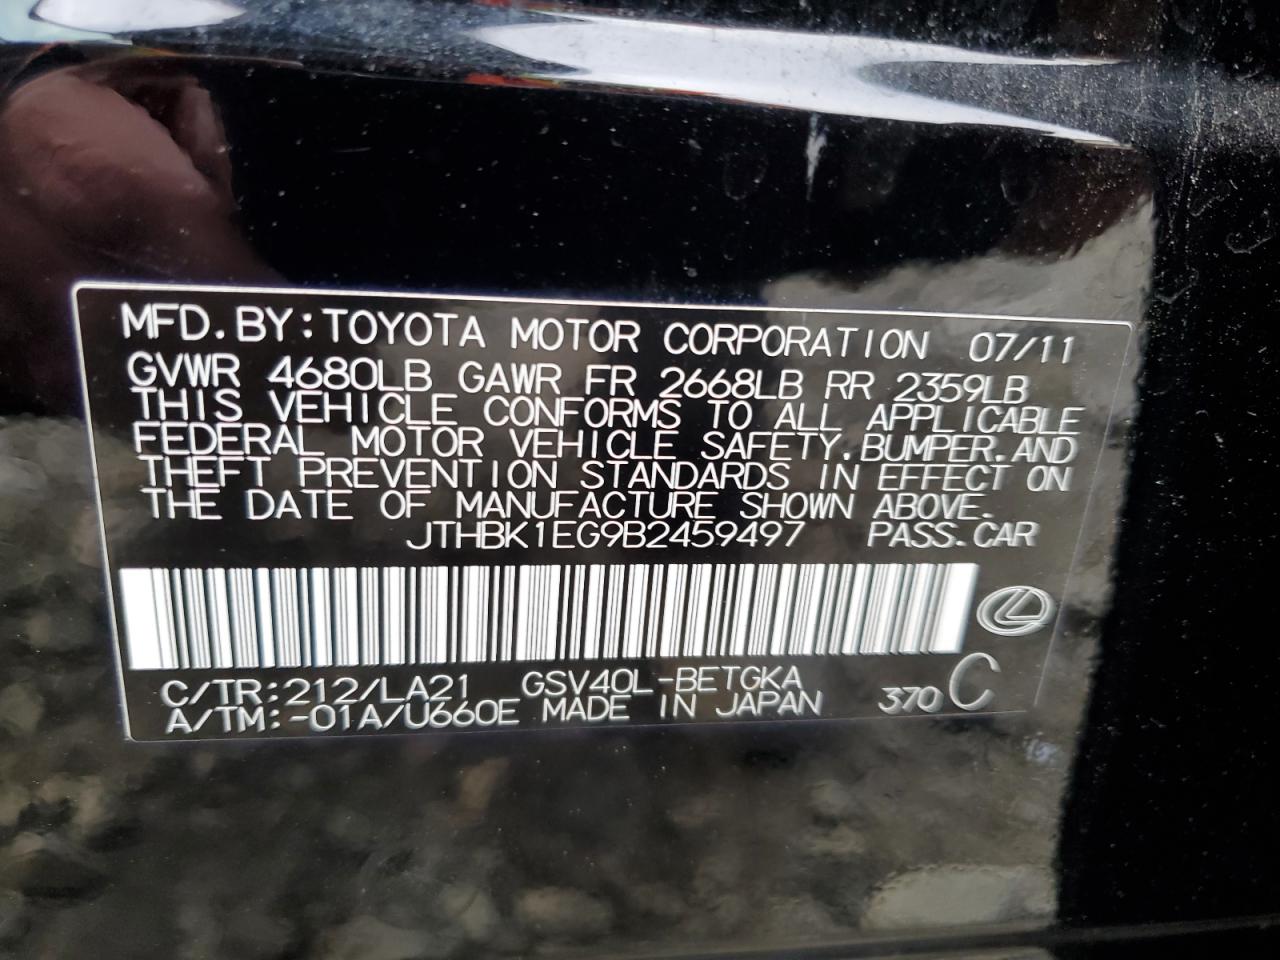 MFD.BY:TOYOTA MOTOR CORPORATION 07/11
GVWR 4680LB GAWR FR 2668LB RR 2359LB
THIS VEHICLE CONFORMS TO ALL APPLICABLE
FEDERAL MOTOR VEHICLE SAFETY.BUMPER.AND
THEFT PREVENTION STANDARDS IN EFFECT ON
THE DATE OF MANUFACTURE SHOWN ABOVE.
JTHBK1EG9B2459497 PASS.CAR
C/TR:212/LA21 GSV40L-BETGKA
A/TM:-01A/U660E MADE IN JAPAN 370 C